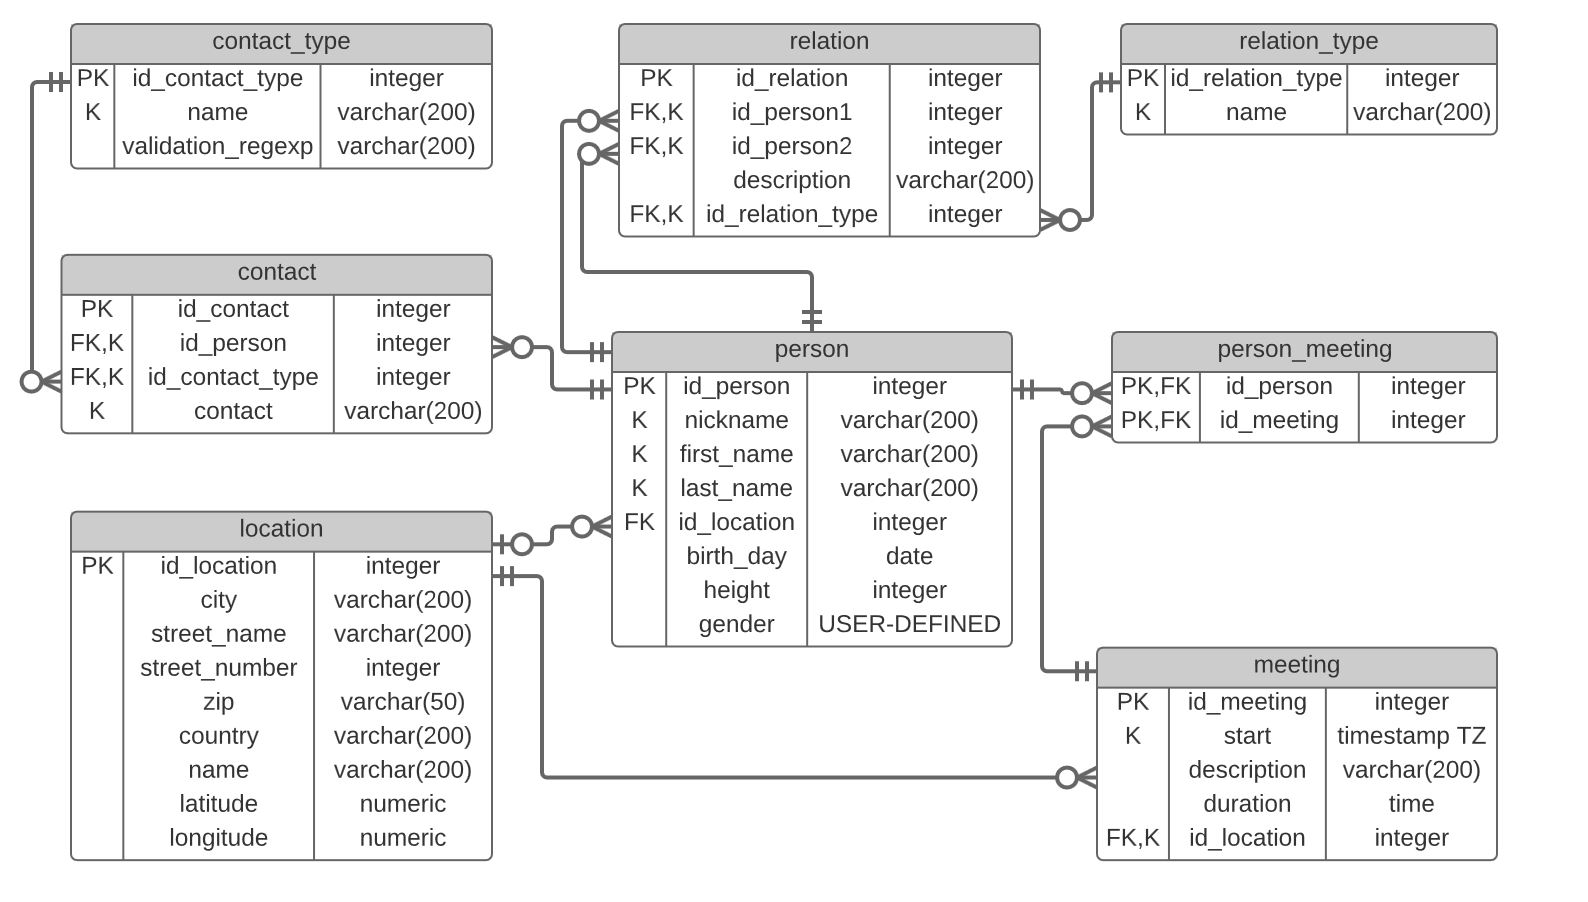 contact_type
PK id_contact_type integer
K name varchar(200)
validation_regexp varchar(200)
relation
PK id_relation integer
FK,K id_person1 integer
FK,K id_person2 integer
description varchar(200)
FK,K id_relation_type integer
relation_type
PK id_relation_type integer
K name varchar(200)
contact
PK id_contact integer
FK,K id_person integer
FK,K id_contact_type integer
K contact varchar(200)
person
PK id_person integer
K nickname varchar(200)
K first_name varchar(200)
K last_name varchar(200)
FK id_location integer
birth_day date
height integer
gender USER-DEFINED
person_meeting
PK,FK id_person integer
PK,FK id_meeting integer
location
PK id_location integer
city varchar(200)
street_name varchar(200)
street_number integer
zip varchar(50)
country varchar(200)
name varchar(200)
latitude numeric
longitude numeric
meeting
PK id_meeting integer
K start timestamp TZ
description varchar(200)
duration time
FK,K id_location integer